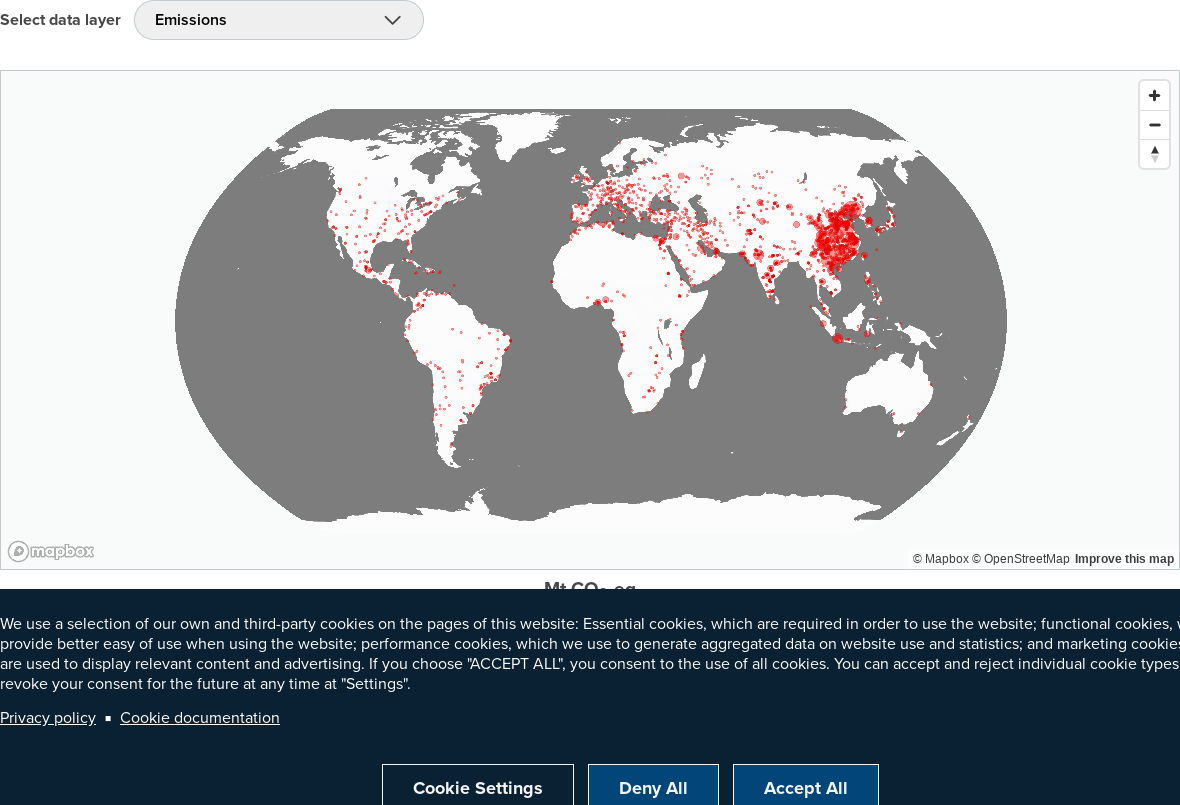 Select data layer
Emissions
mapbox
© Mapbox © OpenStreetMap Improve this map
We use a selection of our own and third-party cookies on the pages of this website: Essential cookies, which are required in order to use the website; functional cookies,
provide better easy of use when using the website; performance cookies, which we use to generate aggregated data on website use and statistics; and marketing cookies
are used to display relevant content and advertising. If you choose "ACCEPT ALL", you consent to the use of all cookies. You can accept and reject individual cookie types
revoke your consent for the future at any time at "Settings".
Privacy policy ▪ Cookie documentation
Cookie Settings
Deny All
Accept All